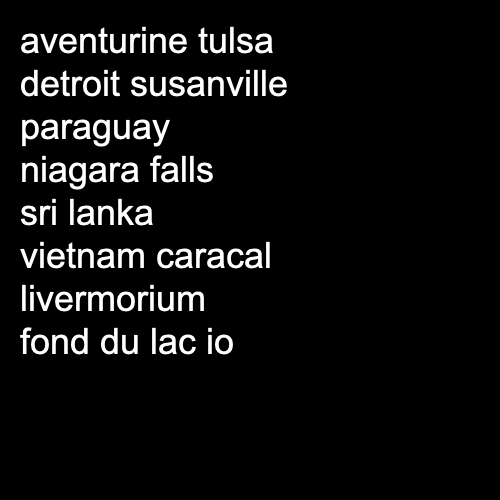 aventurine tulsa
detroit susanville
paraguay
niagara falls
sri lanka
vietnam caracal
livermorium
fond du lac io